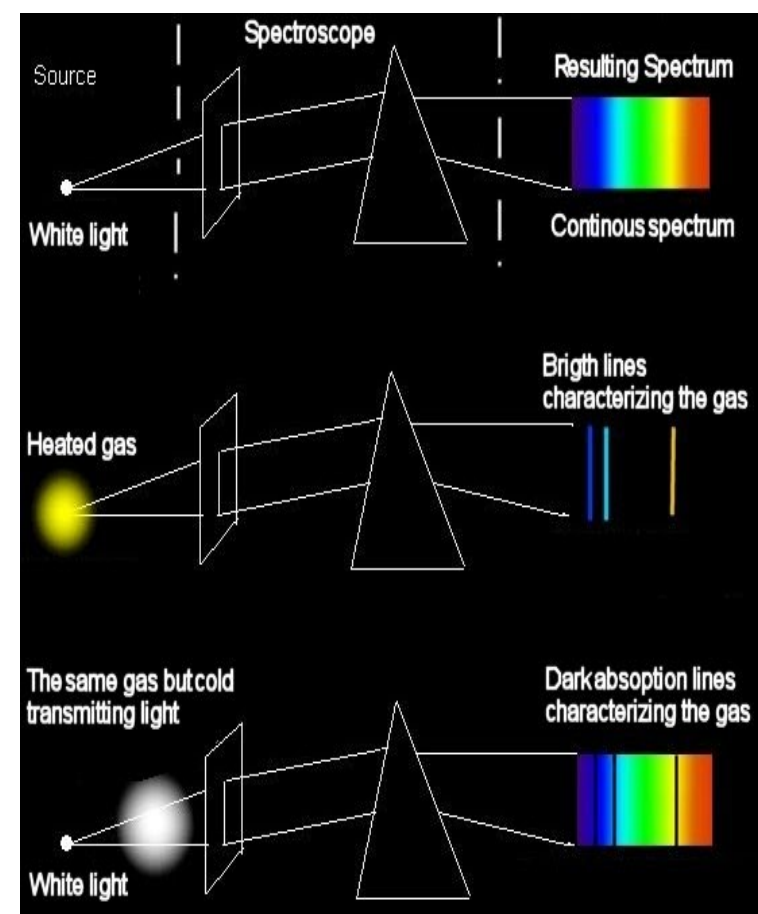 Spectroscope
Source
Resulting Spectrum
White light
Continous spectrum
Brigth lines
characterizing the gas
Heated gas
The same gas but cold
transmitting light
Dark absoption lines
characterizing the gas
White light